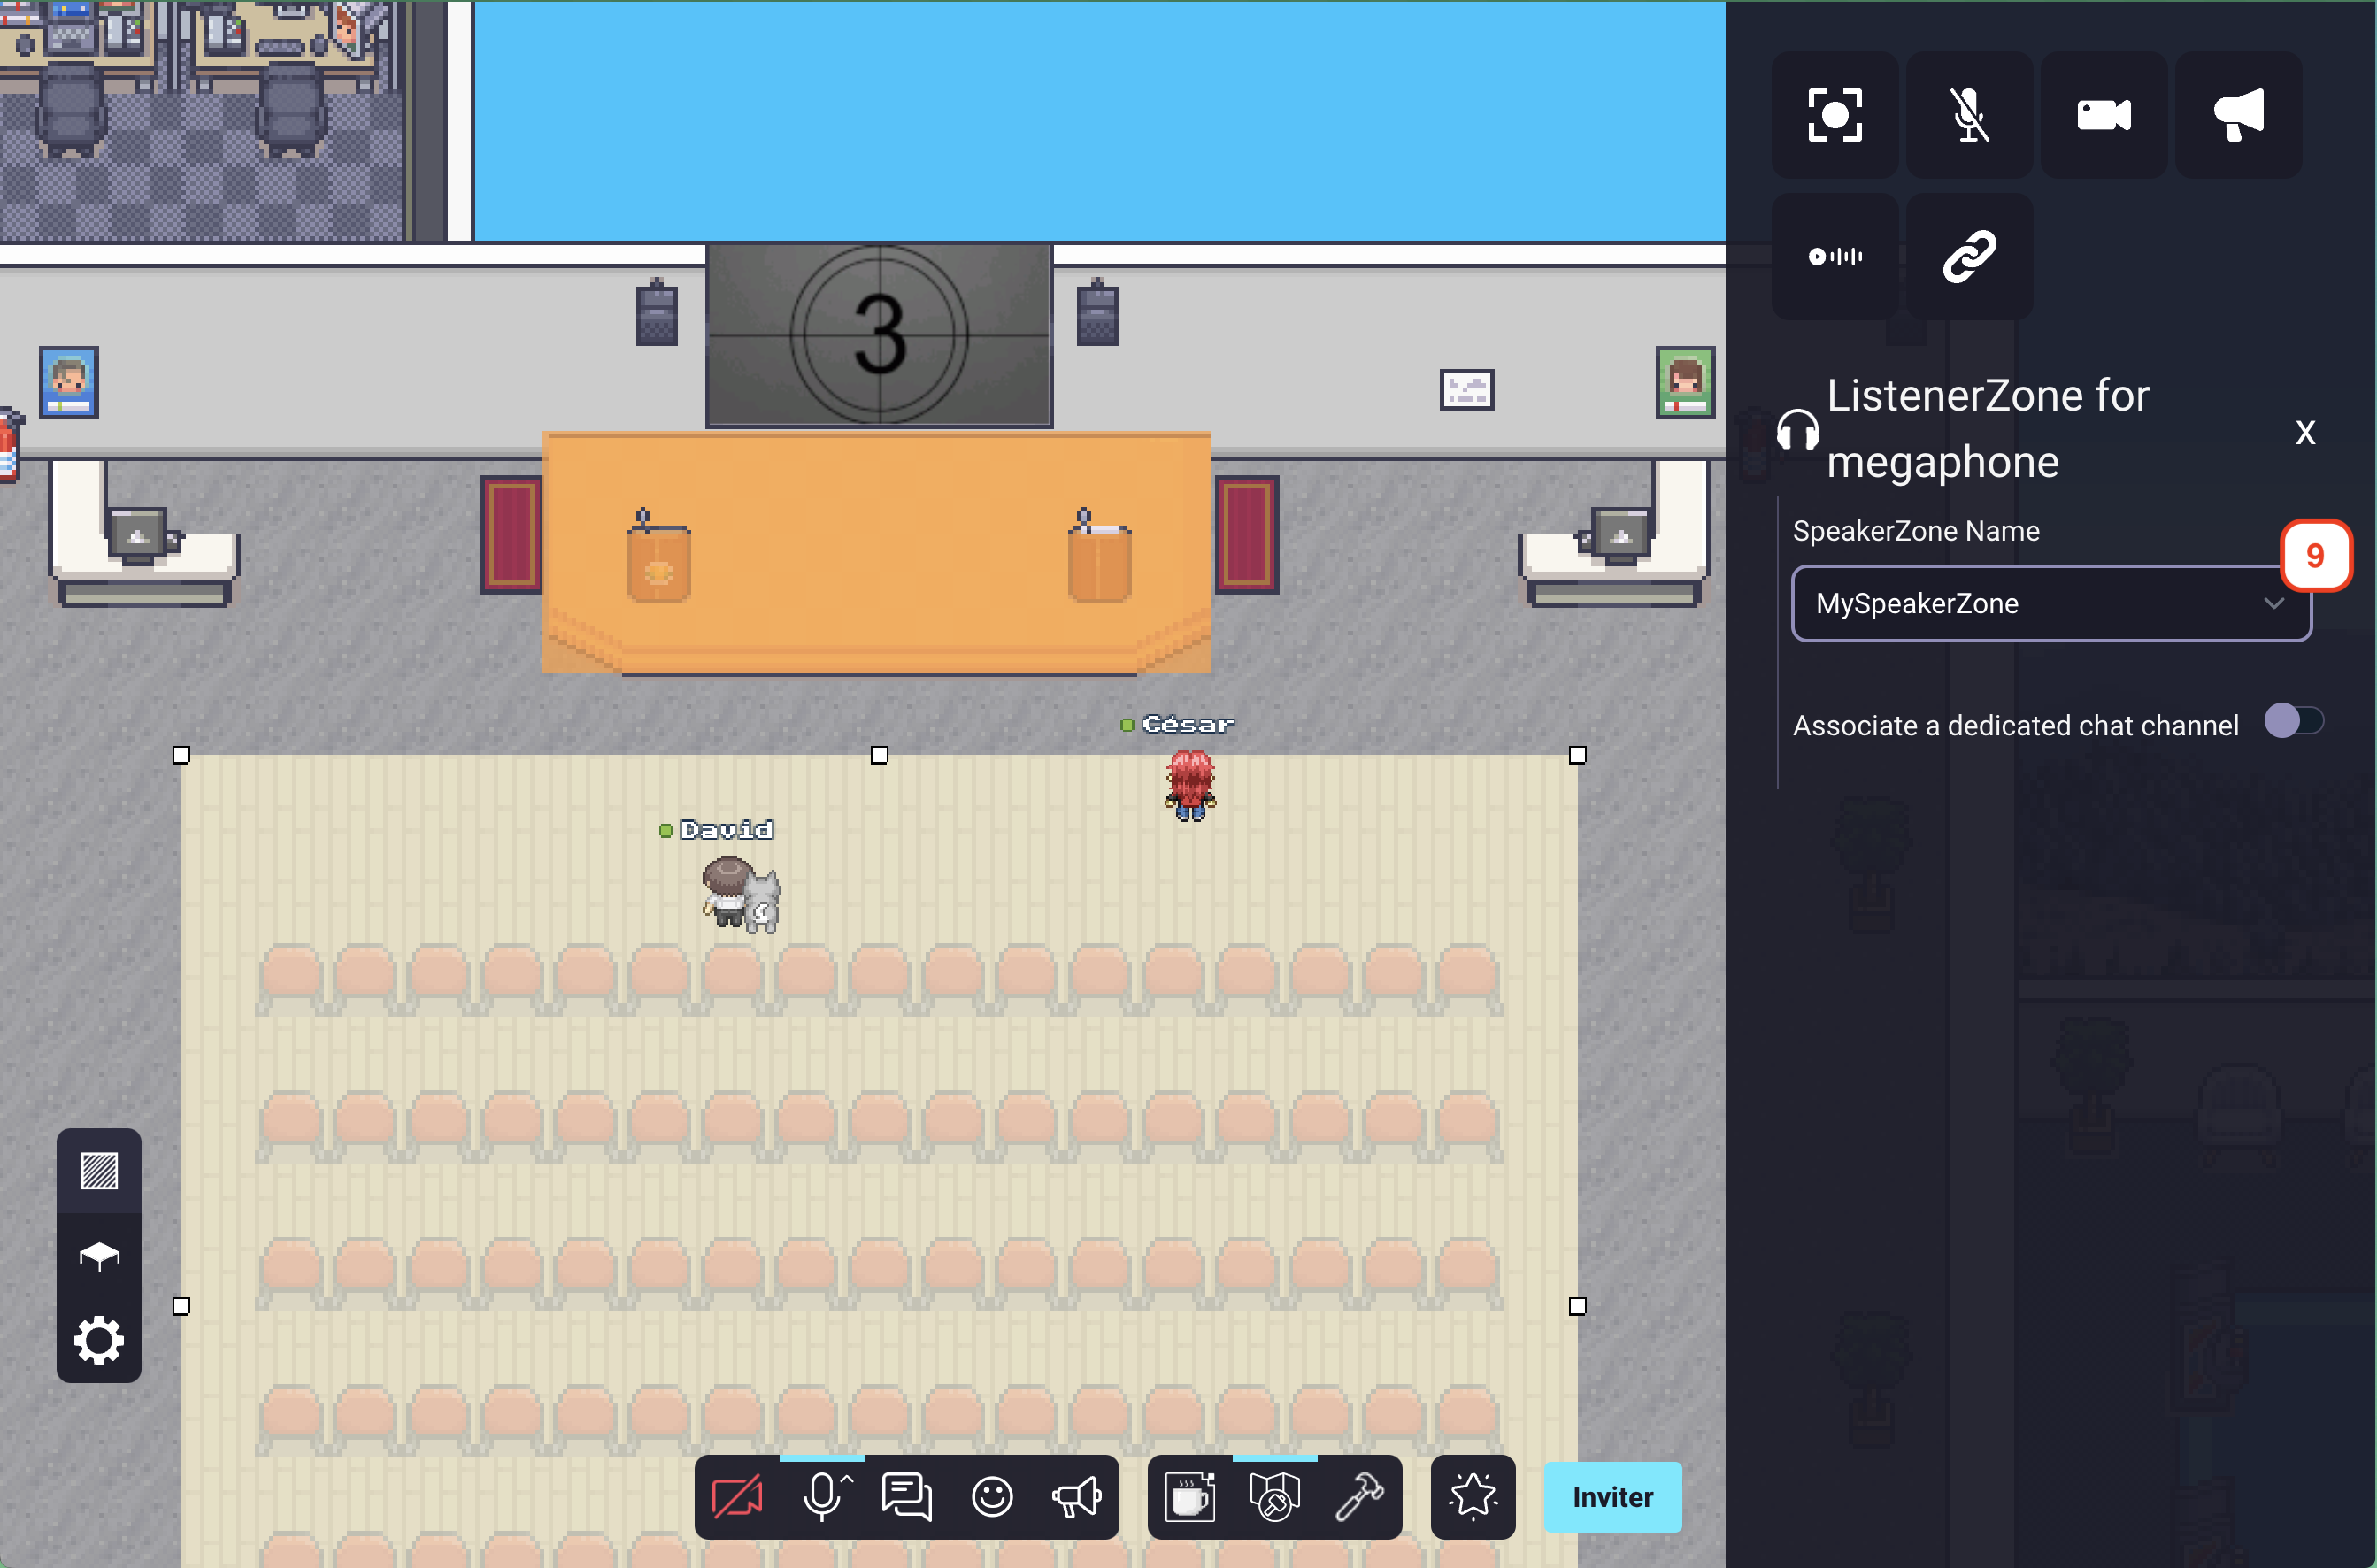 3
ListenerZone for
megaphone
X
SpeakerZone Name
9
MySpeakerZone
Associate a dedicated chat channel
César
David
Inviter